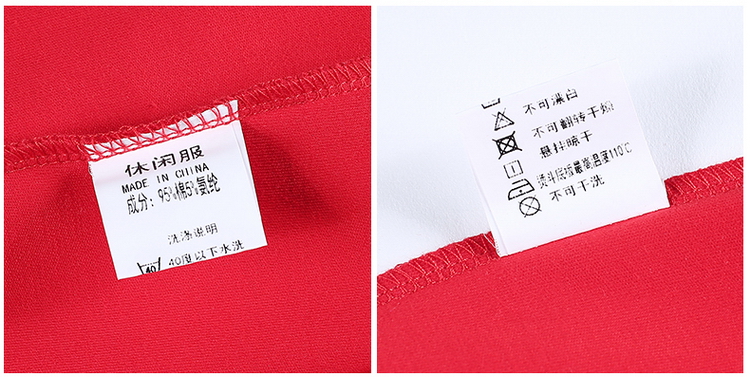 休闲服
MADE IN CHINA
成分：95%棉5%氨纶
洗涤说明
40
40度以下水洗
不可漂白
不可翻转干燥
悬挂晾干
熨斗底板最高温度110℃
不可干洗